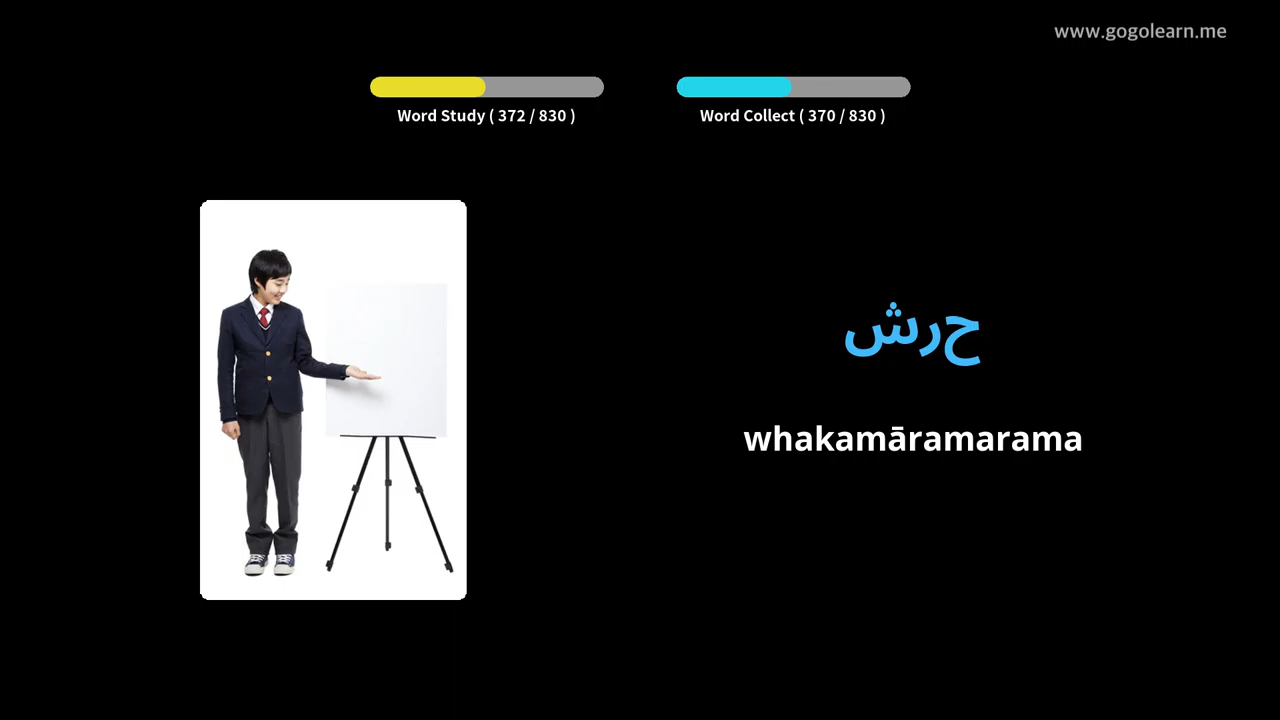 www.gogolearn.me
Word Study ( 372 / 830 )
Word Collect ( 370 / 830 )
حرش
whakamāramarama